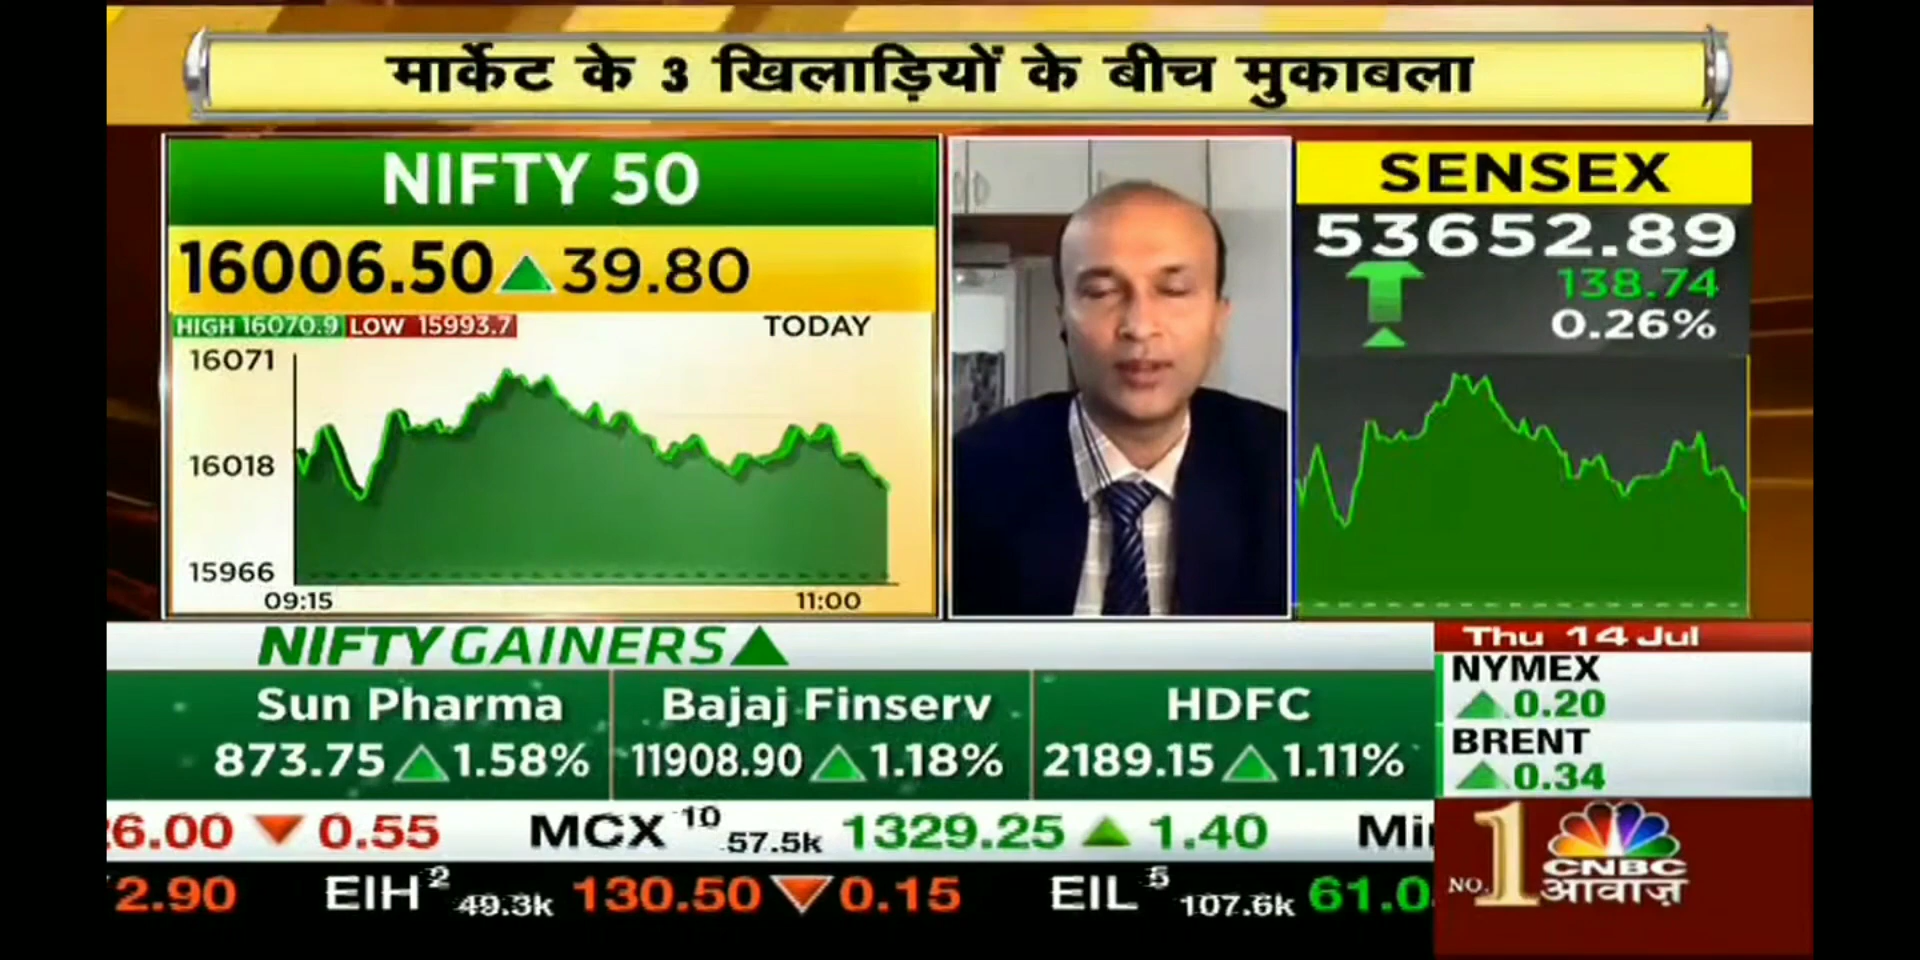 मार्केट के 3 खिलाड़ियों के बीच मुकाबला
NIFTY 50
16006.50 ▲ 39.80
HIGH 16070.9 LOW 15993.7 TODAY
16071
16018
15966
09:15 11:00
SENSEX
53652.89
138.74
0.26%
NIFTY GAINERS ▲
Sun Pharma
873.75 ▲ 1.58%
Bajaj Finserv
11908.90 ▲ 1.18%
HDFC
2189.15 ▲ 1.11%
Thu 14 Jul
NYMEX
▲ 0.20
BRENT
▲ 0.34
6.00 ▼ 0.55 MCX 10 57.5k 1329.25 ▲ 1.40
2.90 EIH 2 49.3k 130.50 ▼ 0.15 EIL 5 107.6k 61.0
NO. 1 CNBC
आवाज़